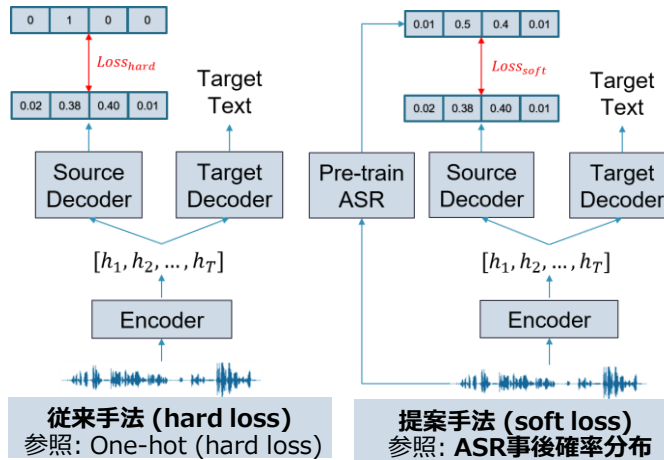 0 1 0 0
Loss_hard
0.02 0.38 0.40 0.01
Target
Text
Source
Decoder
Target
Decoder
[h_1, h_2, ..., h_T]
Encoder
従来手法 (hard loss)
参照: One-hot (hard loss)
0.01 0.5 0.4 0.01
Loss_soft
0.02 0.38 0.40 0.01
Target
Text
Pre-train
ASR
Source
Decoder
Target
Decoder
[h_1, h_2, ..., h_T]
Encoder
提案手法 (soft loss)
参照: ASR事後確率分布